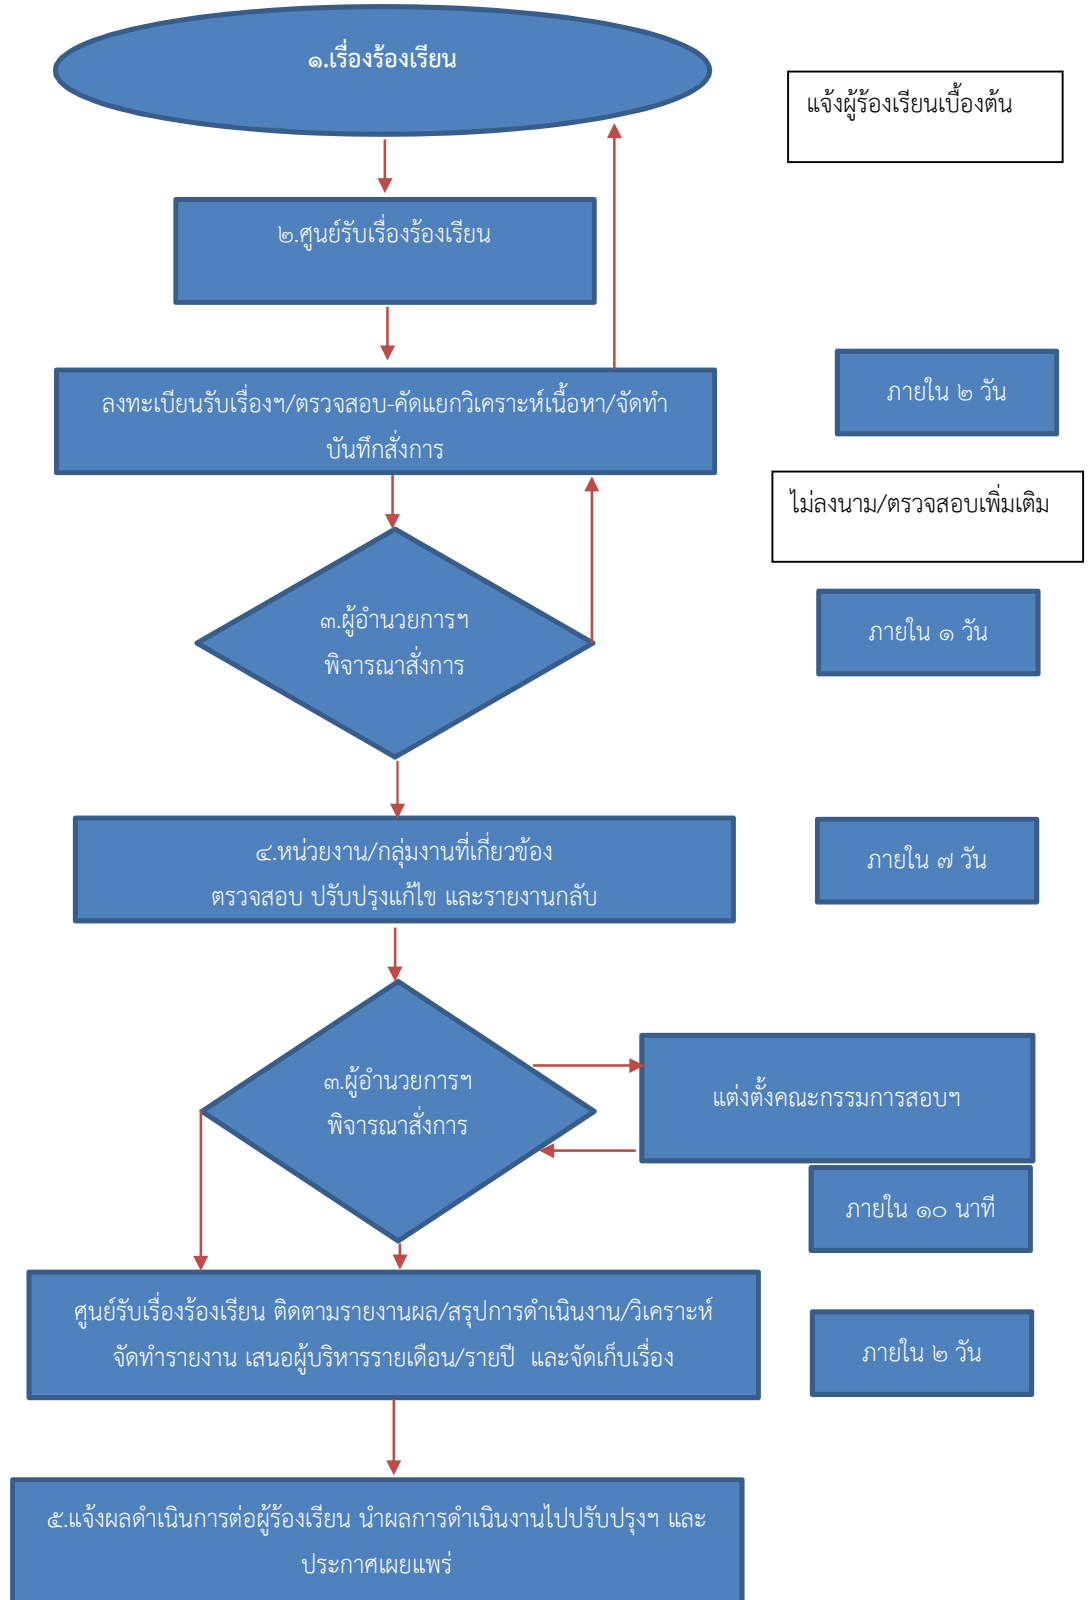 ๑.เรื่องร้องเรียน
แจ้งผู้ร้องเรียนเบื้องต้น
๒.ศูนย์รับเรื่องร้องเรียน
ลงทะเบียนรับเรื่องฯ/ตรวจสอบ-คัดแยกวิเคราะห์เนื้อหา/จัดทำ
บันทึกสั่งการ
ภายใน ๒ วัน
ไม่ลงนาม/ตรวจสอบเพิ่มเติม
๓.ผู้อำนวยการฯ
พิจารณาสั่งการ
ภายใน ๑ วัน
๔.หน่วยงาน/กลุ่มงานที่เกี่ยวข้อง
ตรวจสอบ ปรับปรุงแก้ไข และรายงานกลับ
ภายใน ๗ วัน
๓.ผู้อำนวยการฯ
พิจารณาสั่งการ
แต่งตั้งคณะกรรมการสอบฯ
ภายใน ๑๐ นาที
ศูนย์รับเรื่องร้องเรียน ติดตามรายงานผล/สรุปการดำเนินงาน/วิเคราะห์
จัดทำรายงาน เสนอผู้บริหารรายเดือน/รายปี และจัดเก็บเรื่อง
ภายใน ๒ วัน
๕.แจ้งผลดำเนินการต่อผู้ร้องเรียน นำผลการดำเนินงานไปปรับปรุงฯ และ
ประกาศเผยแพร่